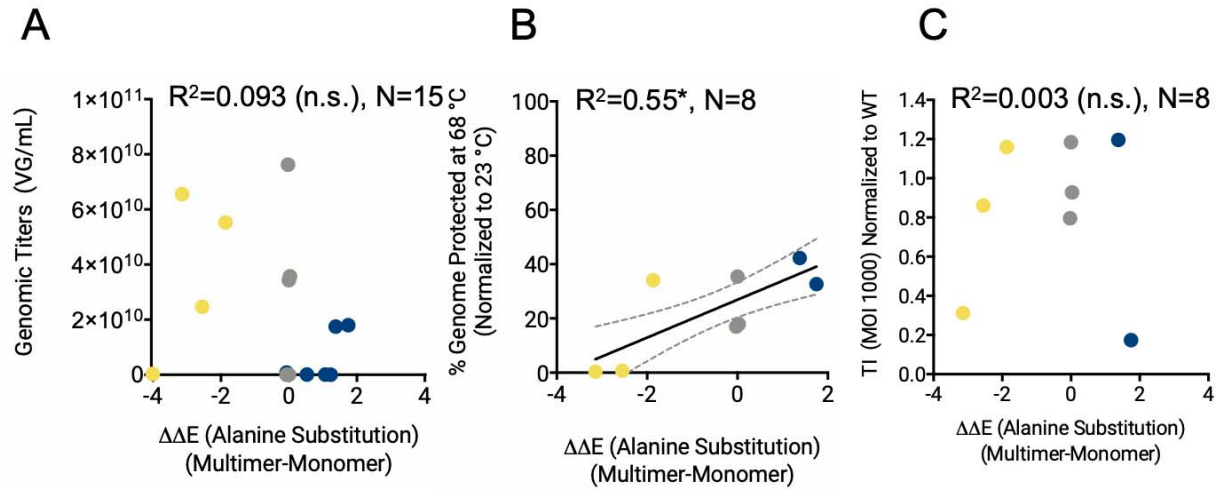 A
R²=0.093 (n.s.), N=15
Genomic Titers (VG/mL)
1×10¹¹
8×10¹⁰
6×10¹⁰
4×10¹⁰
2×10¹⁰
0
-4 -2 0 2 4
ΔΔE (Alanine Substitution)
(Multimer-Monomer)
B
R²=0.55*, N=8
% Genome Protected at 68 °C
(Normalized to 23 °C)
100
80
60
40
20
0
-4 -2 0 2
ΔΔE (Alanine Substitution)
(Multimer-Monomer)
C
R²=0.003 (n.s.), N=8
TI (MOI 1000) Normalized to WT
1.4
1.2
1.0
0.8
0.6
0.4
0.2
0.0
-4 -2 0 2 4
ΔΔE (Alanine Substitution)
(Multimer-Monomer)